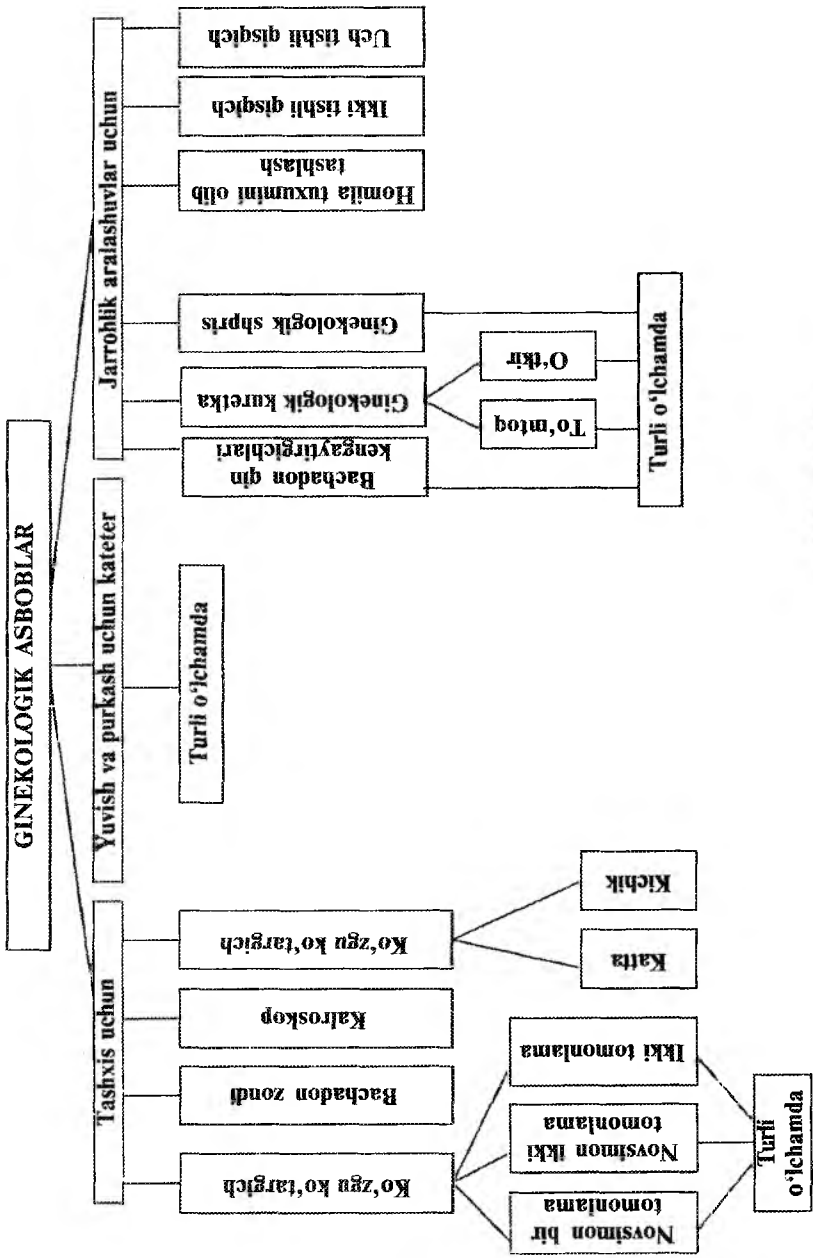 GINEKOLOGIK ASBOBLAR
Tashxis uchun
Yuvish va purkash uchun kateter
Jarrohlik aralashuvlar uchun
Ko'zgu ko'targich
Bachadon zondi
Kalroskop
Ko'zgu ko'targich
Novsimon bir
tomonlama
Novsimon ikki
tomonlama
Ikki tomonlama
Turli
o'lchamda
Katta
Kichik
Turli o'lchamda
Bachadon qin
kengaytirgichlari
Ginekologik kuretka
Ginekologik shpris
Homila tuxumini olib
tashlash
Ikki tishli qisqich
Uch tishli qisqich
To'mtoq
O'tkir
Turli o'lchamda